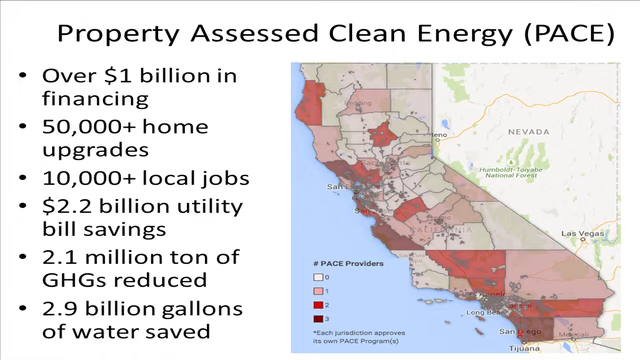 Property Assessed Clean Energy (PACE)
• Over $1 billion in
financing
• 50,000+ home
upgrades
• 10,000+ local jobs
• $2.2 billion utility
bill savings
• 2.1 million ton of
GHGs reduced
• 2.9 billion gallons
of water saved
NEVADA
Humboldt-Toiyabe
National Forest
San
CALIFORNIA
Las Vegas
# PACE Providers
0
1
2
3
*Each jurisdiction approves
its own PACE Program(s)
Long Bea
San Diego
Mexicali
Tijuana